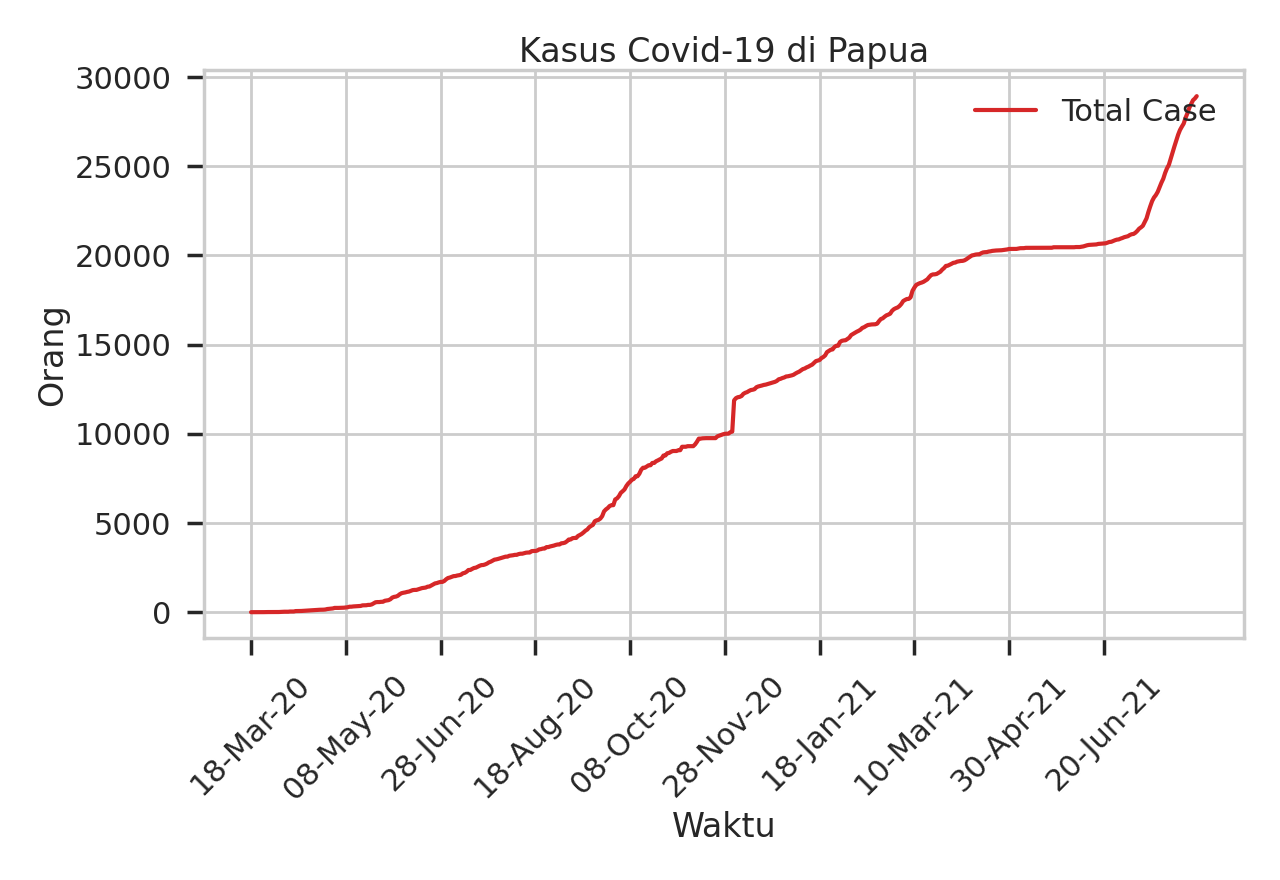 Kasus Covid-19 di Papua
Total Case
Orang
30000
25000
20000
15000
10000
5000
0
18-Mar-20
08-May-20
28-Jun-20
18-Aug-20
08-Oct-20
28-Nov-20
18-Jan-21
10-Mar-21
30-Apr-21
20-Jun-21
Waktu